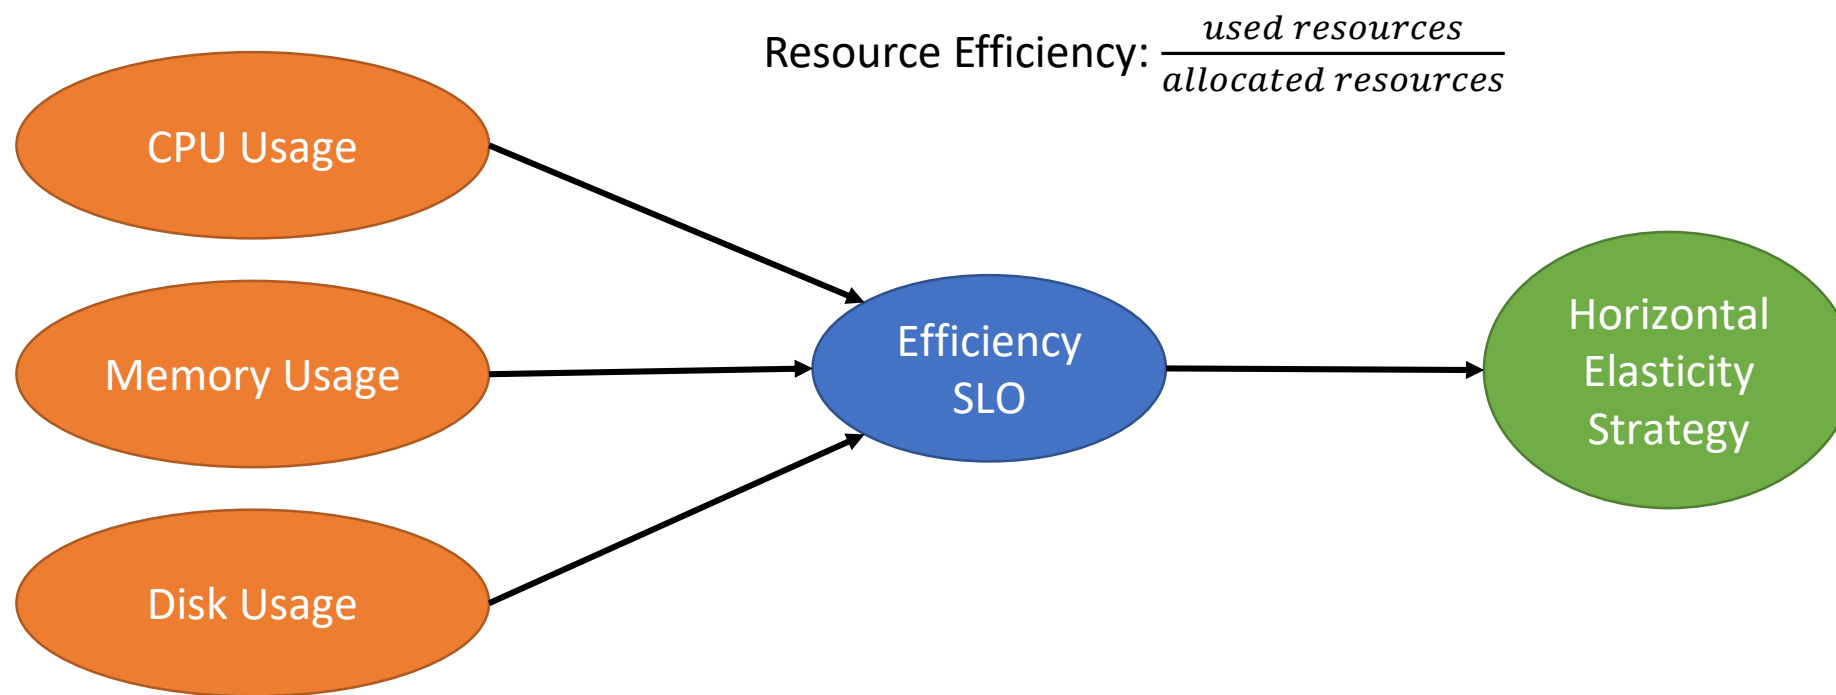 Resource Efficiency: used resources / allocated resources
CPU Usage
Memory Usage
Disk Usage
Efficiency
SLO
Horizontal
Elasticity
Strategy